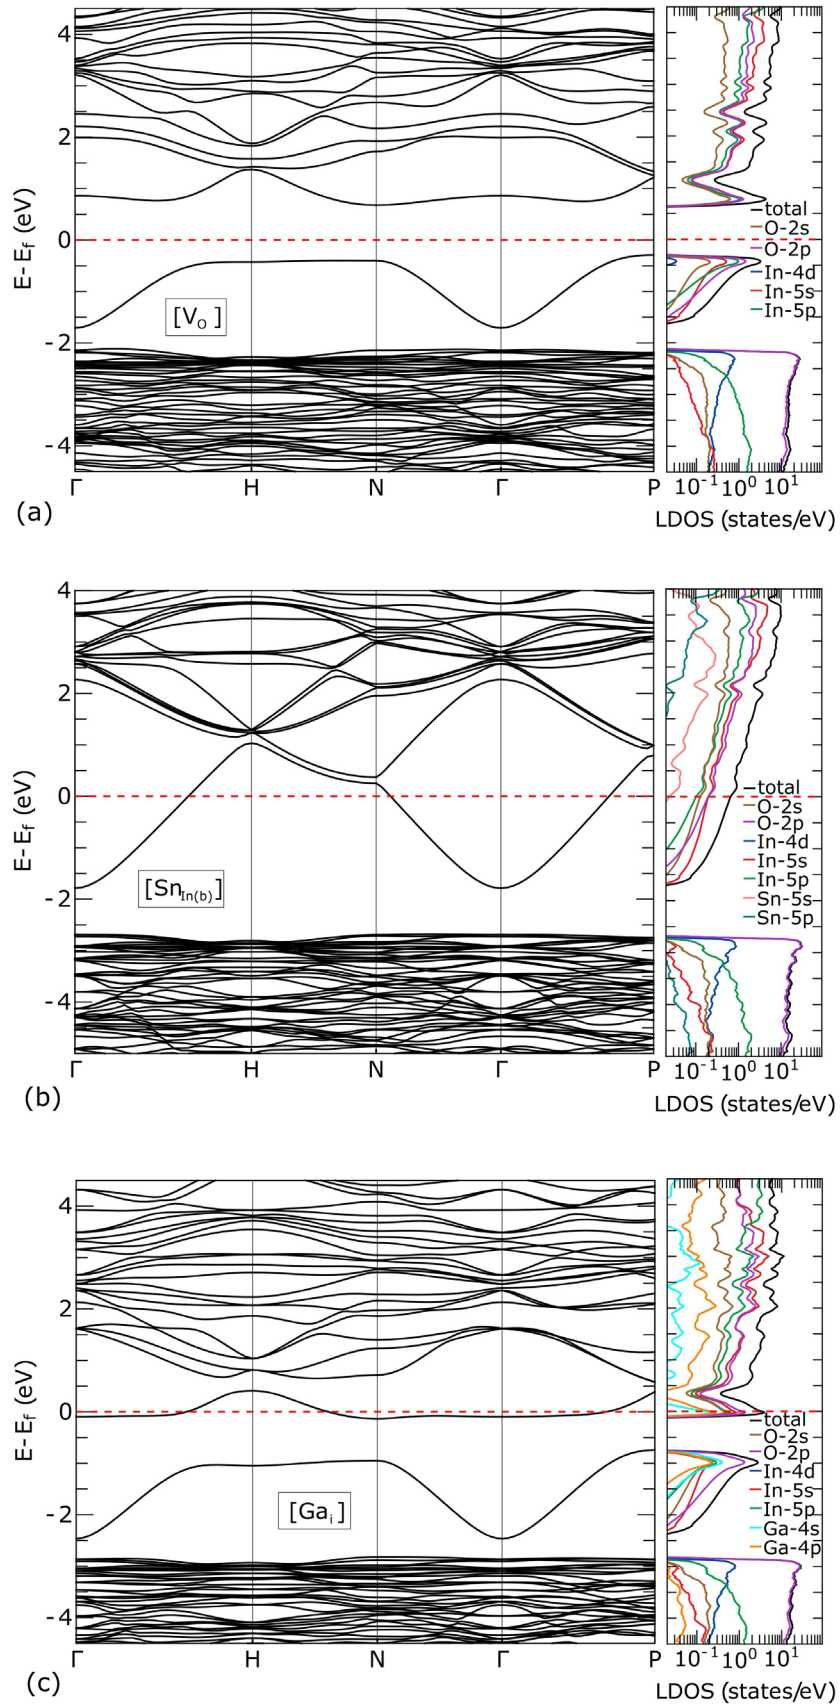 4
2
0
-2
-4
E-E_f (eV)
[V_O]
Γ H N Γ P
(a)
total
O-2s
O-2p
In-4d
In-5s
In-5p
10^-1 10^0 10^1
LDOS (states/eV)
4
2
0
-2
-4
E-E_f (eV)
[Sn_In(b)]
Γ H N Γ P
(b)
total
O-2s
O-2p
In-4d
In-5s
In-5p
Sn-5s
Sn-5p
10^-1 10^0 10^1
LDOS (states/eV)
4
2
0
-2
-4
E-E_f (eV)
[Ga_i]
Γ H N Γ P
(c)
total
O-2s
O-2p
In-4d
In-5s
In-5p
Ga-4s
Ga-4p
10^-1 10^0 10^1
LDOS (states/eV)